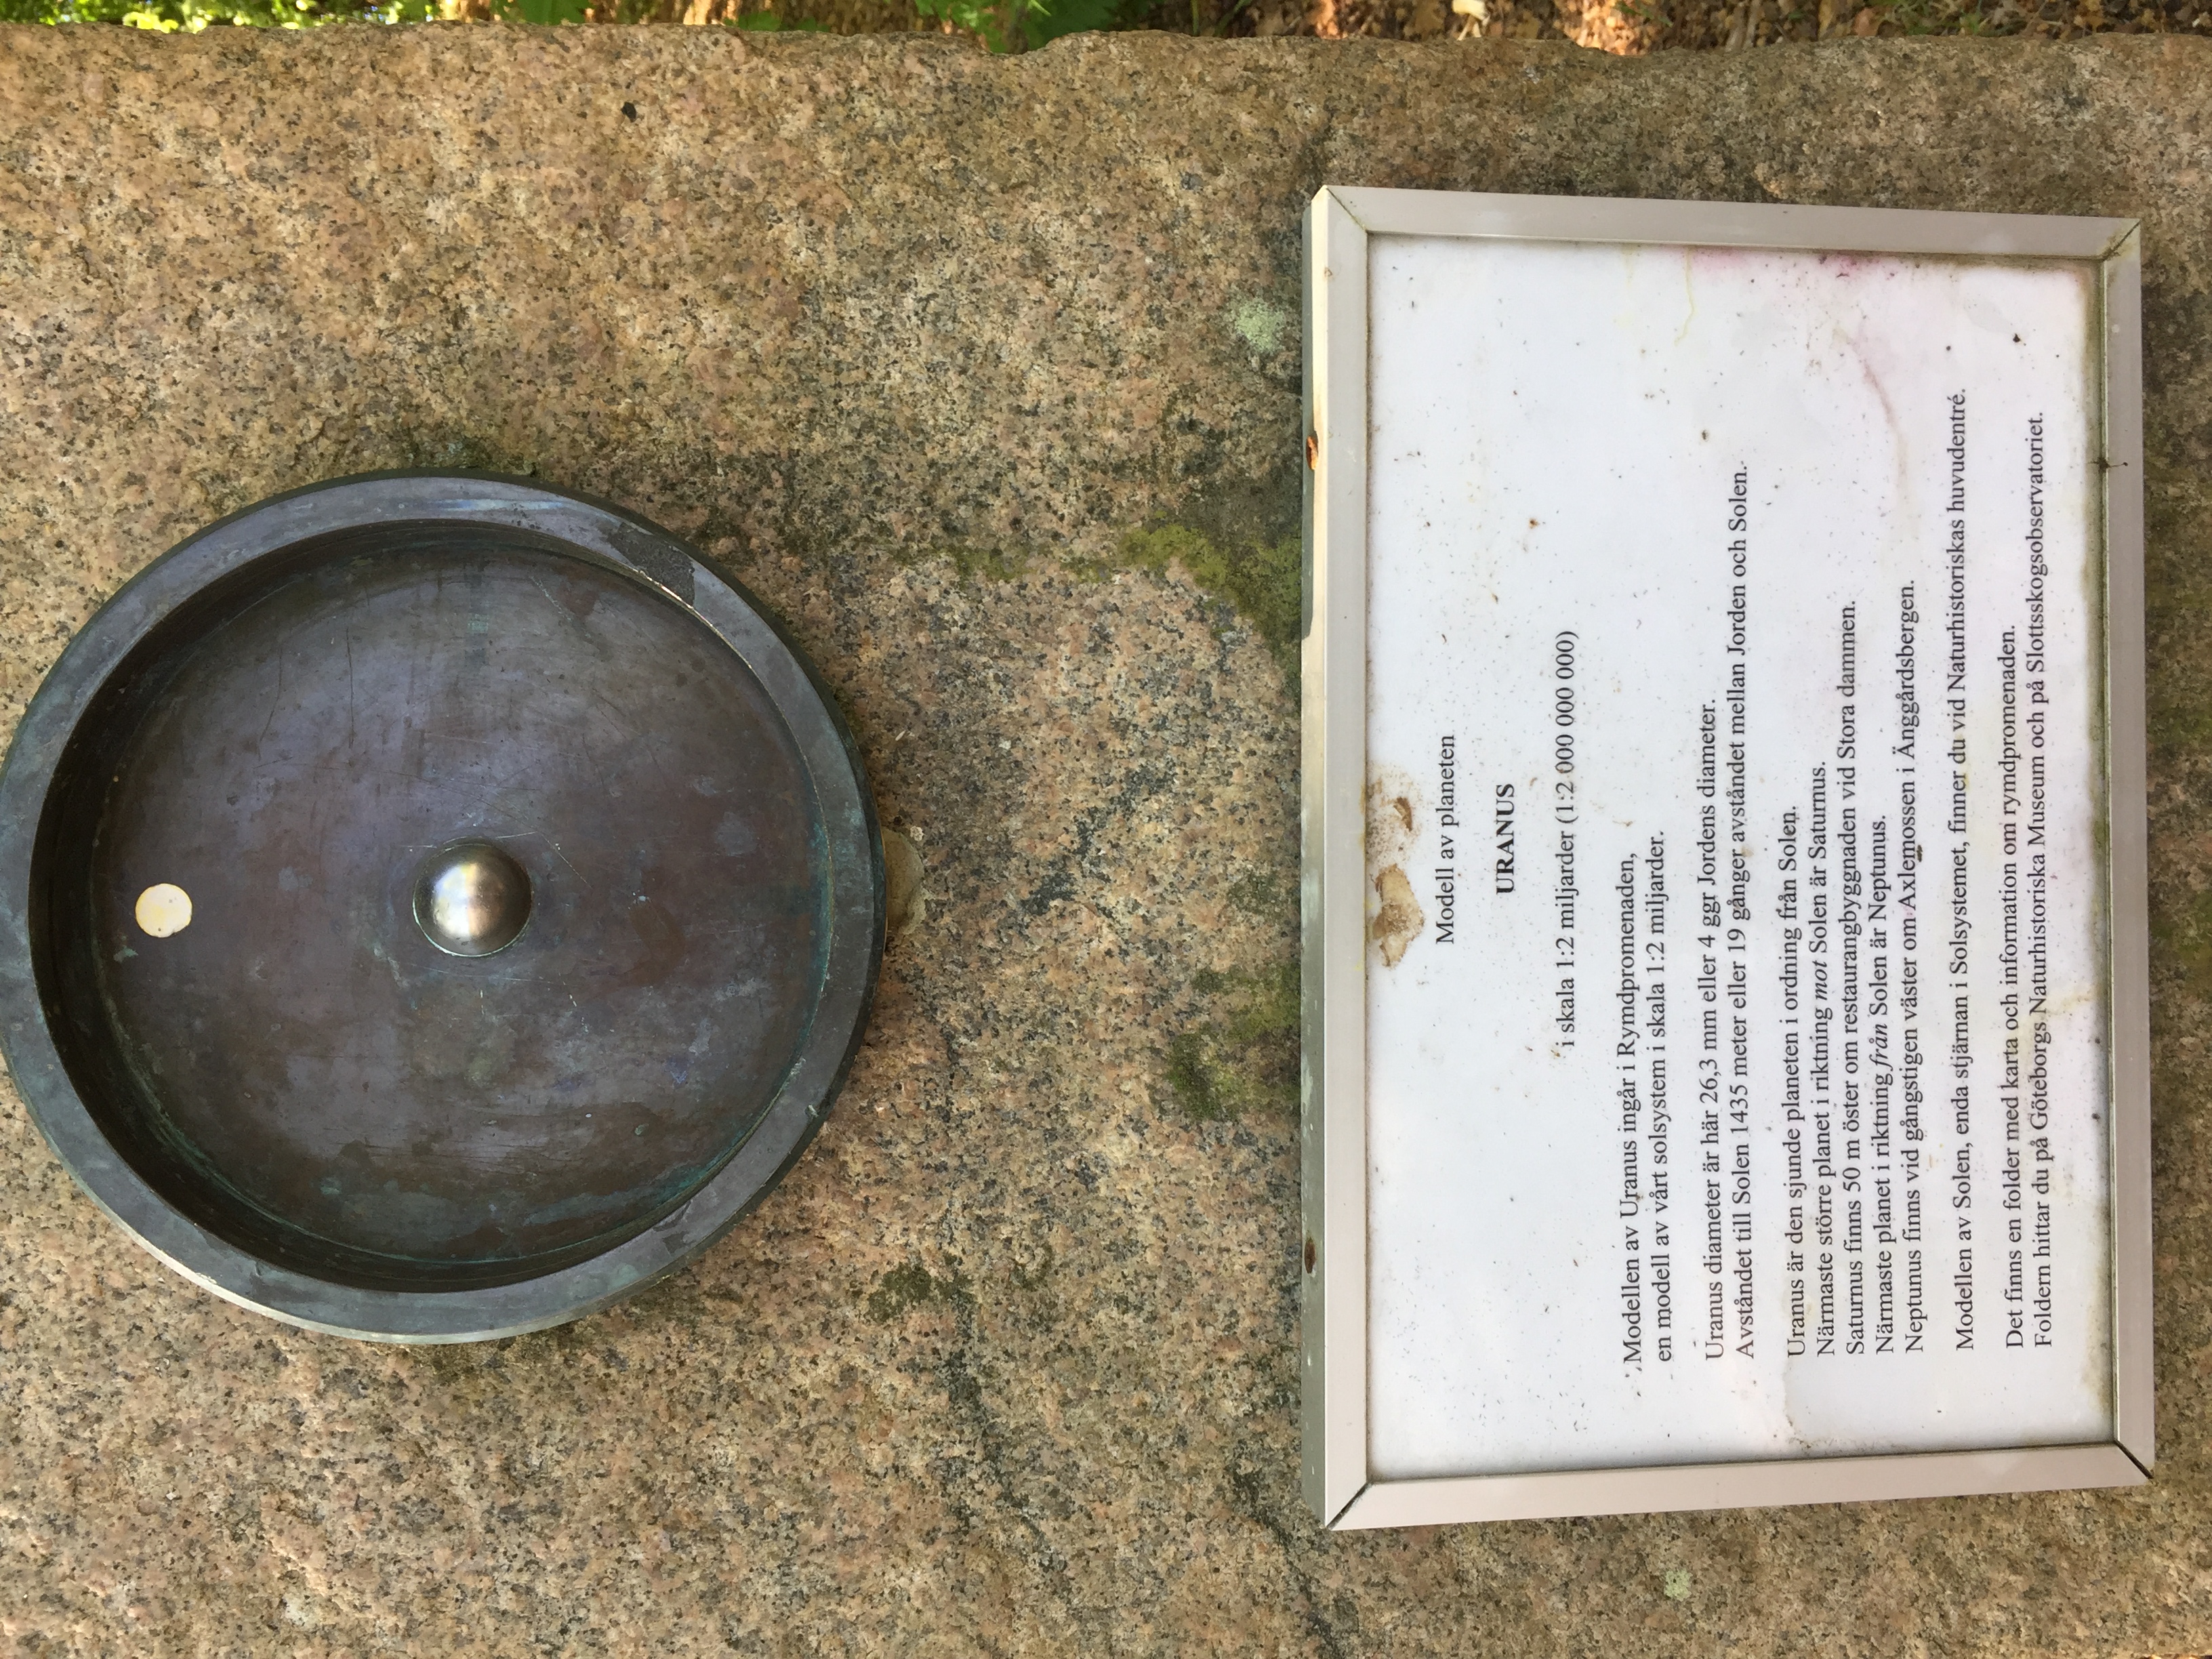 Modell av planeten
URANUS
i skala 1:2 miljarder (1:2 000 000 000)
Modellen av Uranus ingår i Rymdpromenaden,
en modell av vårt solsystem i skala 1:2 miljarder.
Uranus diameter är här 26,3 mm eller 4 ggr Jordens diameter.
Avståndet till Solen 1435 meter eller 19 gånger avståndet mellan Jorden och Solen.
Uranus är den sjunde planeten i ordning från Solen.
Närmaste större planet i riktning mot Solen är Saturnus.
Saturnus finns 50 m öster om restaurangbyggnaden vid Stora dammen.
Närmaste planet i riktning från Solen är Neptunus.
Neptunus finns vid gångstigen väster om Axlemossen i Änggårdsbergen.
Modellen av Solen, enda stjärnan i Solsystemet, finner du vid Naturhistoriskas huvudentré.
Det finns en folder med karta och information om rymdpromenaden.
Foldern hittar du på Göteborgs Naturhistoriska Museum och på Slottsskogsobservatoriet.